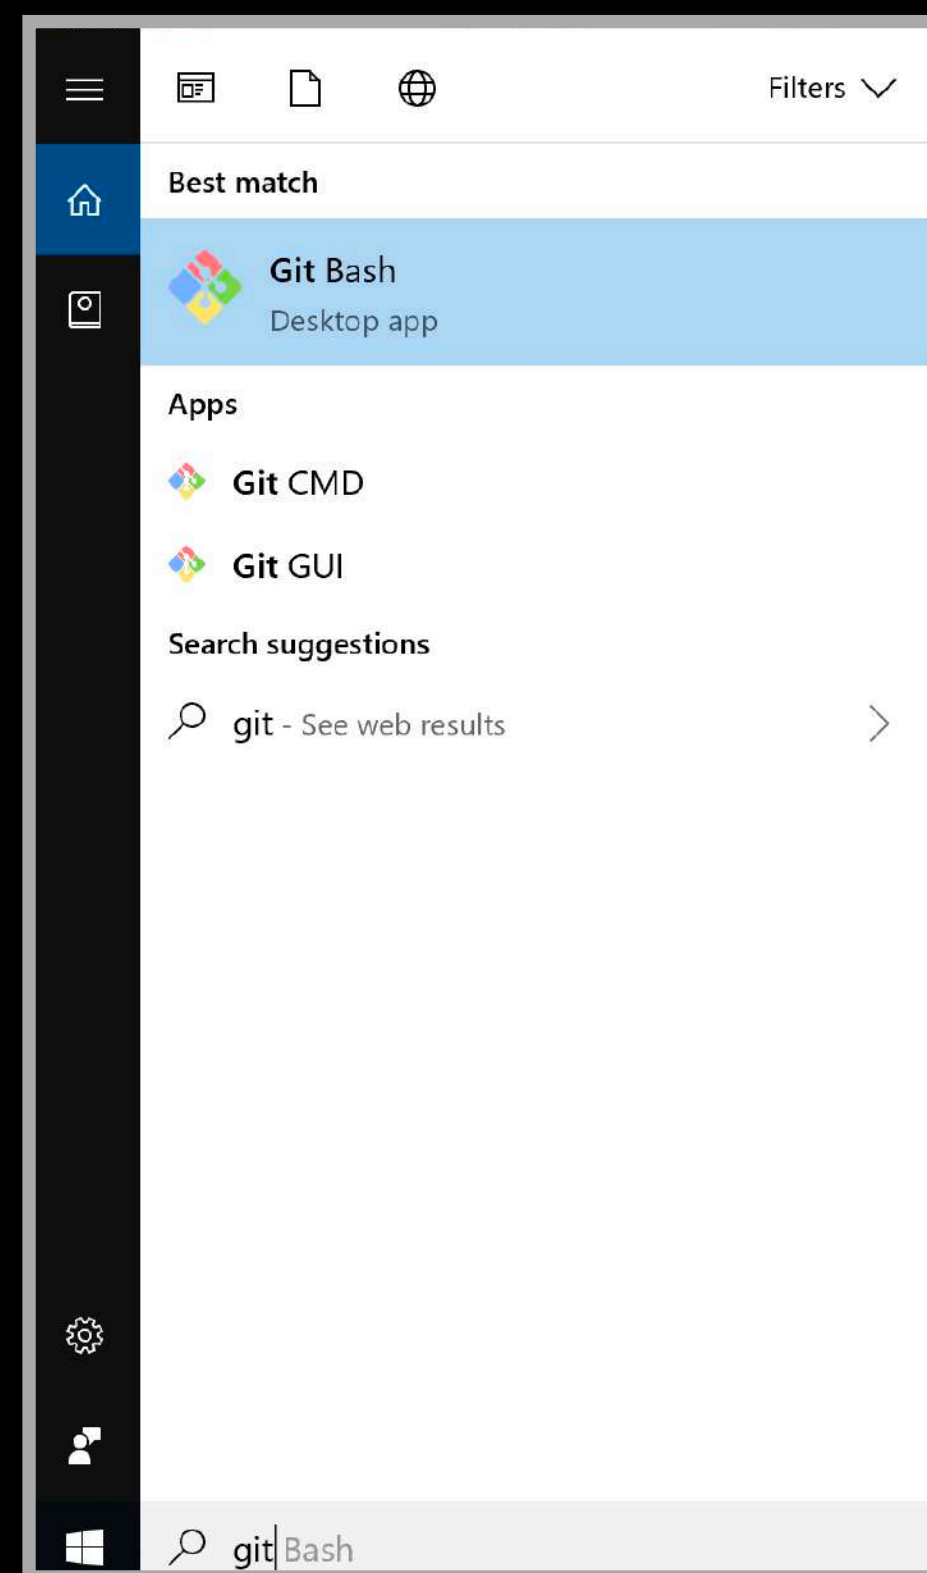 Filters
Best match
Git Bash
Desktop app
Apps
Git CMD
Git GUI
Search suggestions
git - See web results
git Bash